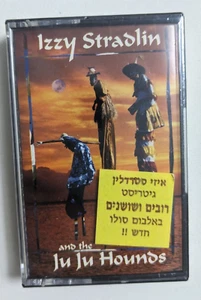 Izzy Stradlin
איזי סטרדלין
גיטריסט
רובים ושושנים
באלבום סולו
חדש !!
and the
Ju Ju Hounds